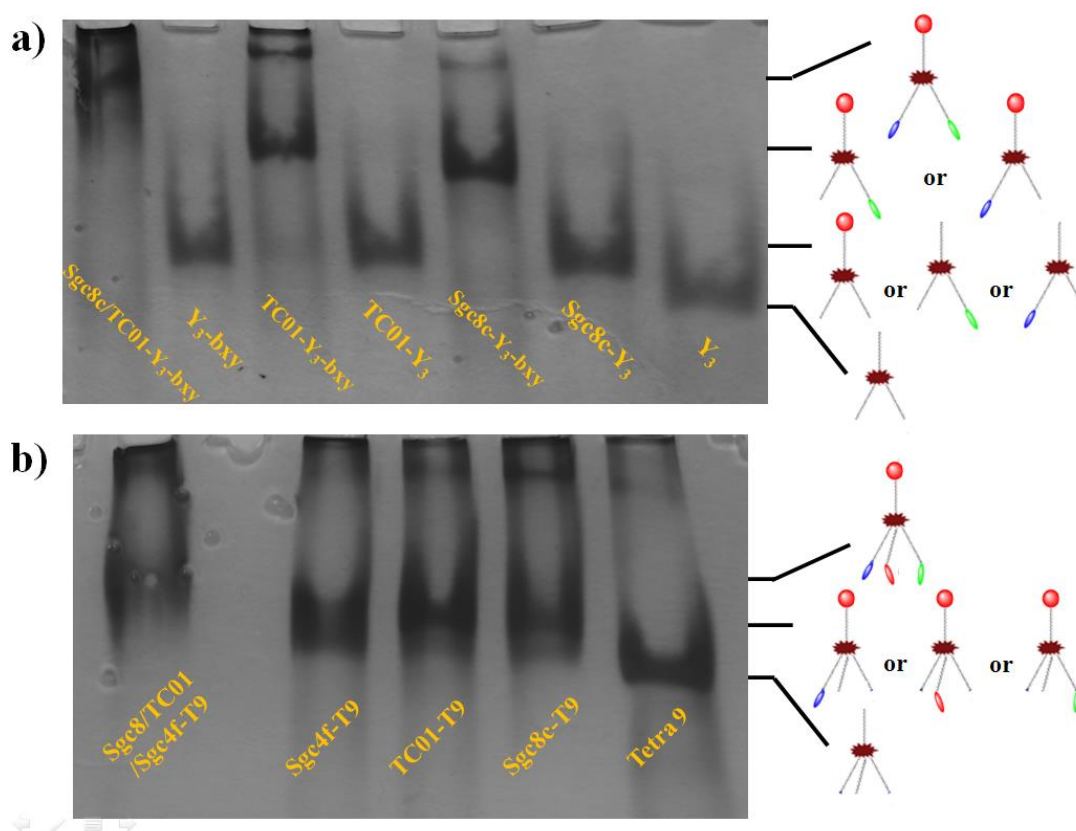 a)
Sgc8c/TC01-Y3-bxy
Y3-bxy
TC01-Y3-bxy
TC01-Y3
Sgc8c-Y3-bxy
Sgc8c-Y3
Y3
or
or
or
b)
Sgc8/TC01
/Sgc4f-T9
Sgc4f-T9
TC01-T9
Sgc8c-T9
Tetra 9
or
or